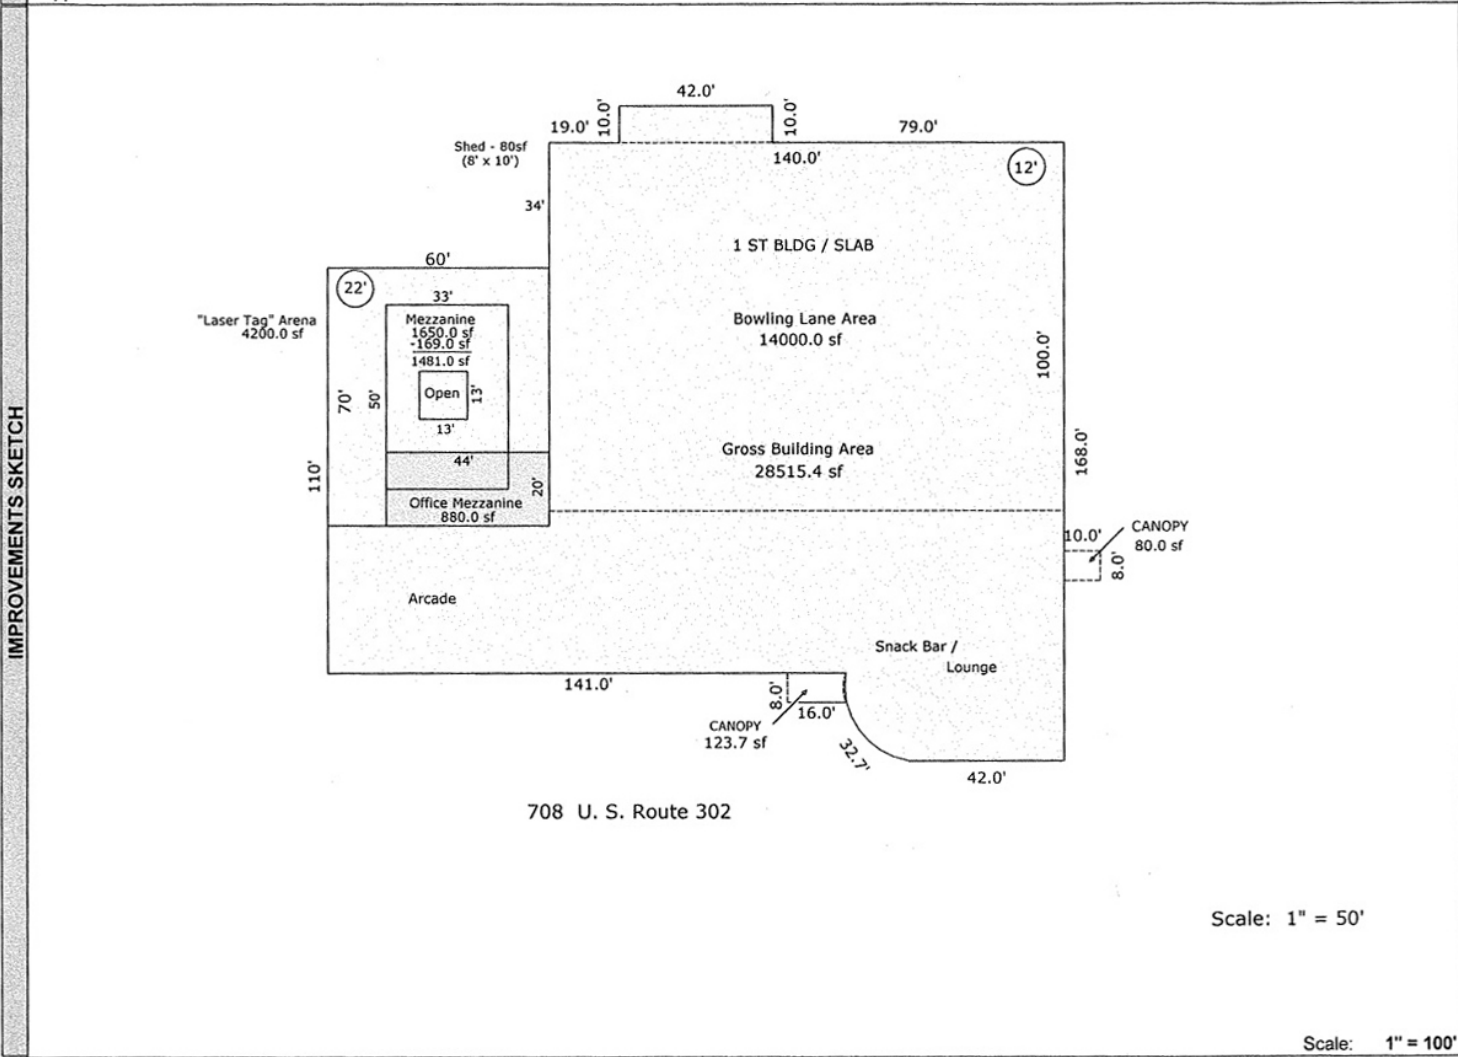 IMPROVEMENTS SKETCH
42.0'
19.0'
10.0'
10.0'
79.0'
Shed - 80sf
(8' x 10')
140.0'
12'
34'
1 ST BLDG / SLAB
60'
22'
33'
"Laser Tag" Arena
4200.0 sf
Mezzanine
1650.0 sf
-169.0 sf
1481.0 sf
Bowling Lane Area
14000.0 sf
100.0'
70'
50'
Open
13'
13'
Gross Building Area
28515.4 sf
168.0'
44'
110'
20'
Office Mezzanine
880.0 sf
10.0'
CANOPY
80.0 sf
8.0'
Arcade
Snack Bar /
Lounge
141.0'
8.0'
16.0'
CANOPY
123.7 sf
32.7'
42.0'
708 U. S. Route 302
Scale: 1" = 50'
Scale: 1" = 100'